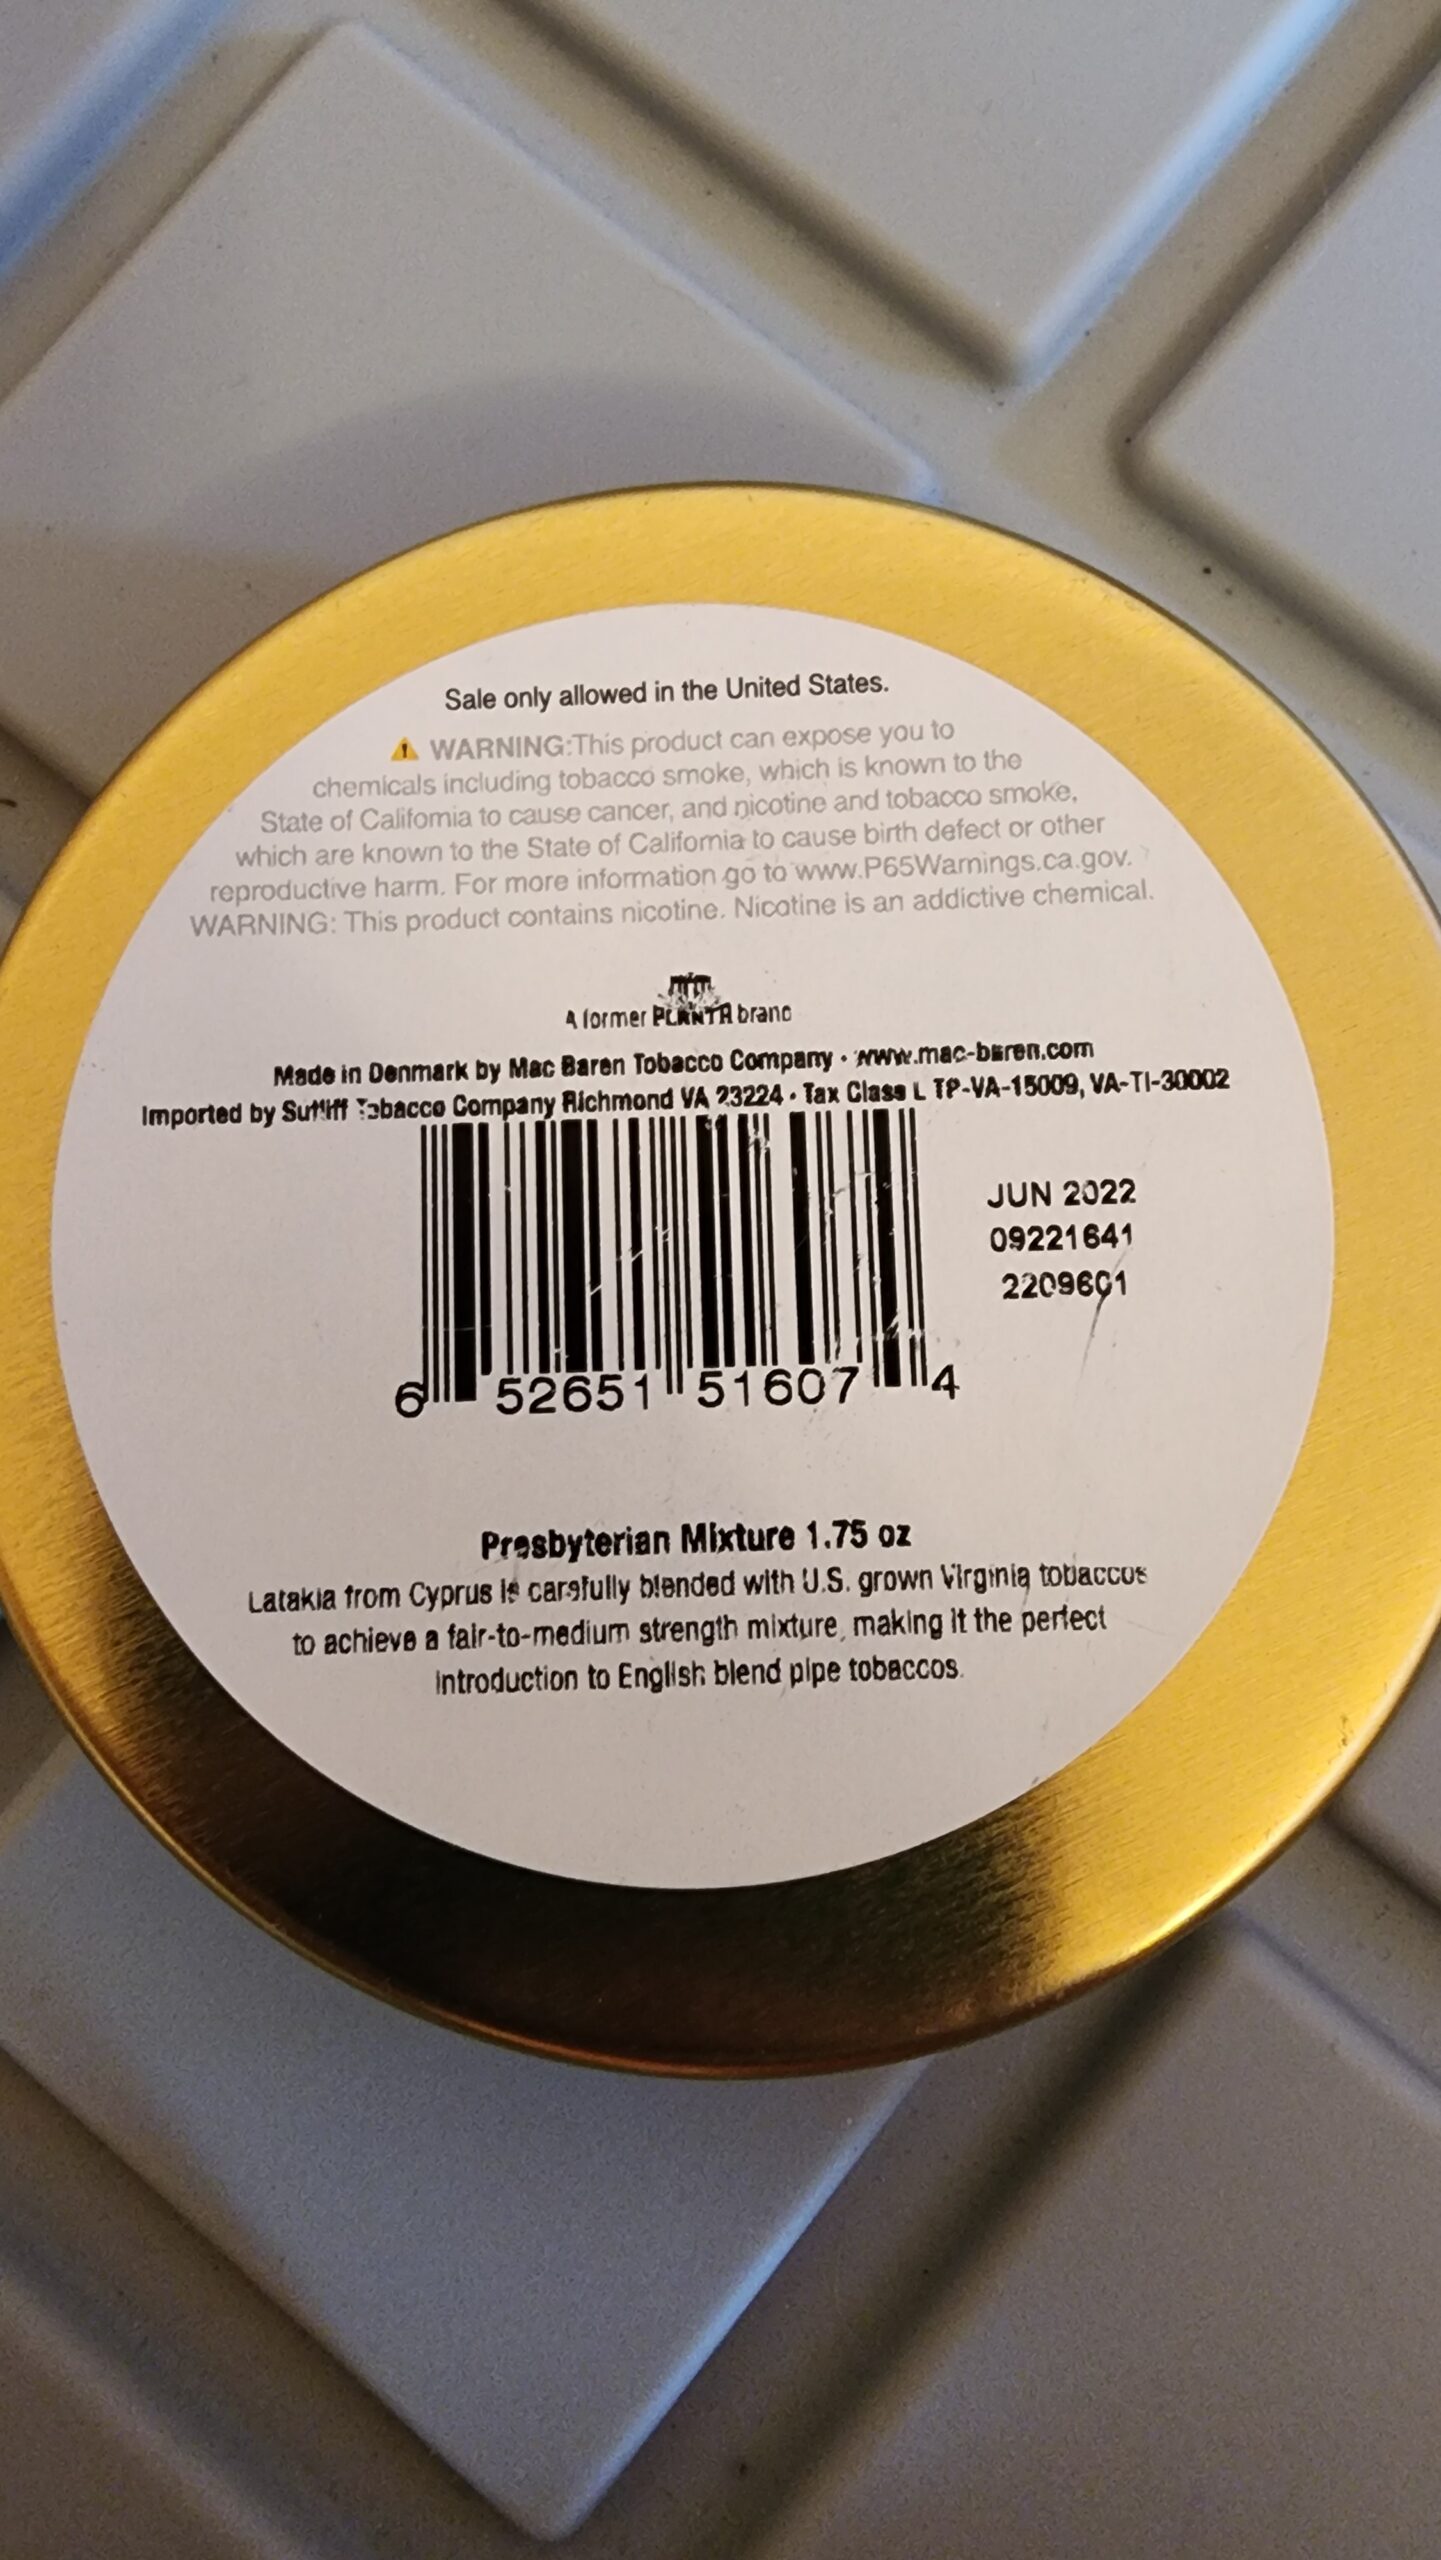 Sale only allowed in the United States.
⚠ WARNING:This product can expose you to
chemicals including tobacco smoke, which is known to the
State of California to cause cancer, and nicotine and tobacco smoke,
which are known to the State of California to cause birth defect or other
reproductive harm. For more information go to www.P65Warnings.ca.gov.
WARNING: This product contains nicotine. Nicotine is an addictive chemical.
A former PLANTA brand
Made in Denmark by Mac Baren Tobacco Company • www.mac-baren.com
Imported by Sutliff Tobacco Company Richmond VA 23224 • Tax Class L TP-VA-15009, VA-TI-30002
JUN 2022
09221641
2209601
6 52651 51607 4
Presbyterian Mixture 1.75 oz
Latakia from Cyprus is carefully blended with U.S. grown Virginia tobaccos
to achieve a fair-to-medium strength mixture, making it the perfect
introduction to English blend pipe tobaccos.